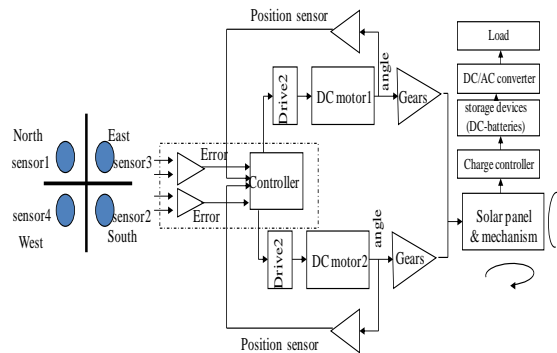 Position sensor
Load
DC/AC converter
storage devices
(DC-batteries)
Charge controller
Solar panel
& mechanism
angle
Drive2
DC motor1
Gears
North
sensor1
East
sensor3
Error
Controller
sensor4
West
sensor2
South
Error
Drive2
DC motor2
angle
Gears
Position sensor